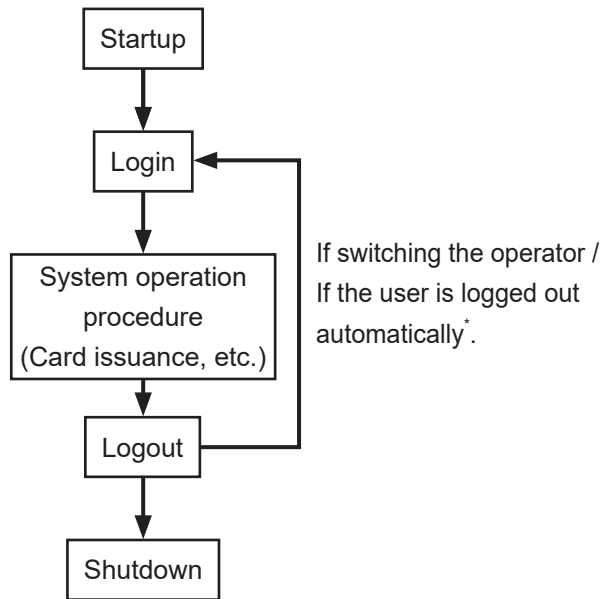 Startup
Login
System operation
procedure
(Card issuance, etc.)
If switching the operator /
If the user is logged out
automatically*.
Logout
Shutdown